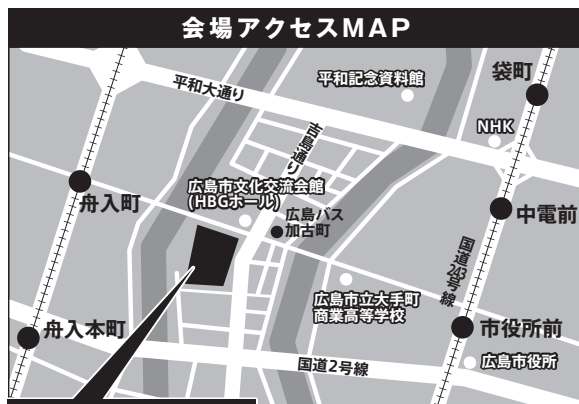 会場アクセスMAP
平和大通り
平和記念資料館
袋町
吉島通り
NHK
舟入町
広島市文化交流会館
(HBGホール)
広島バス
加古町
中電前
国道243号線
広島市立大手町
商業高等学校
舟入本町
市役所前
国道2号線
広島市役所